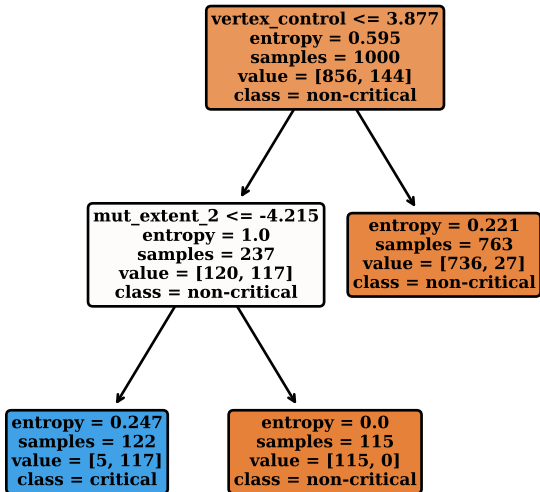 vertex_control <= 3.877
entropy = 0.595
samples = 1000
value = [856, 144]
class = non-critical
mut_extent_2 <= -4.215
entropy = 1.0
samples = 237
value = [120, 117]
class = non-critical
entropy = 0.221
samples = 763
value = [736, 27]
class = non-critical
entropy = 0.247
samples = 122
value = [5, 117]
class = critical
entropy = 0.0
samples = 115
value = [115, 0]
class = non-critical